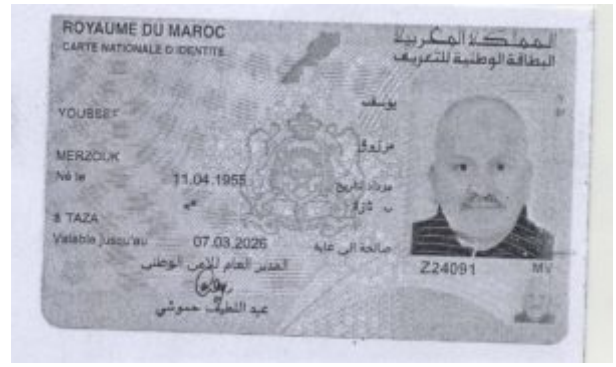 ROYAUME DU MAROC
المملكة المغربية
CARTE NATIONALE D'IDENTITE
البطاقة الوطنية للتعريف
يوسف
YOUSSEF
مرزوق
MERZOUK
Né le 11.04.1955 مزداد بتاريخ
ب تازة
à TAZA
Valable jusqu'au 07.03.2026 صالحة إلى غاية
Z24091 MV
المدير العام للأمن الوطني
عبد اللطيف حموشي